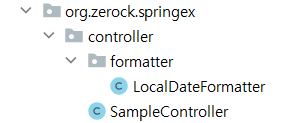 org.zerock.springex
controller
formatter
C LocalDateFormatter
C SampleController